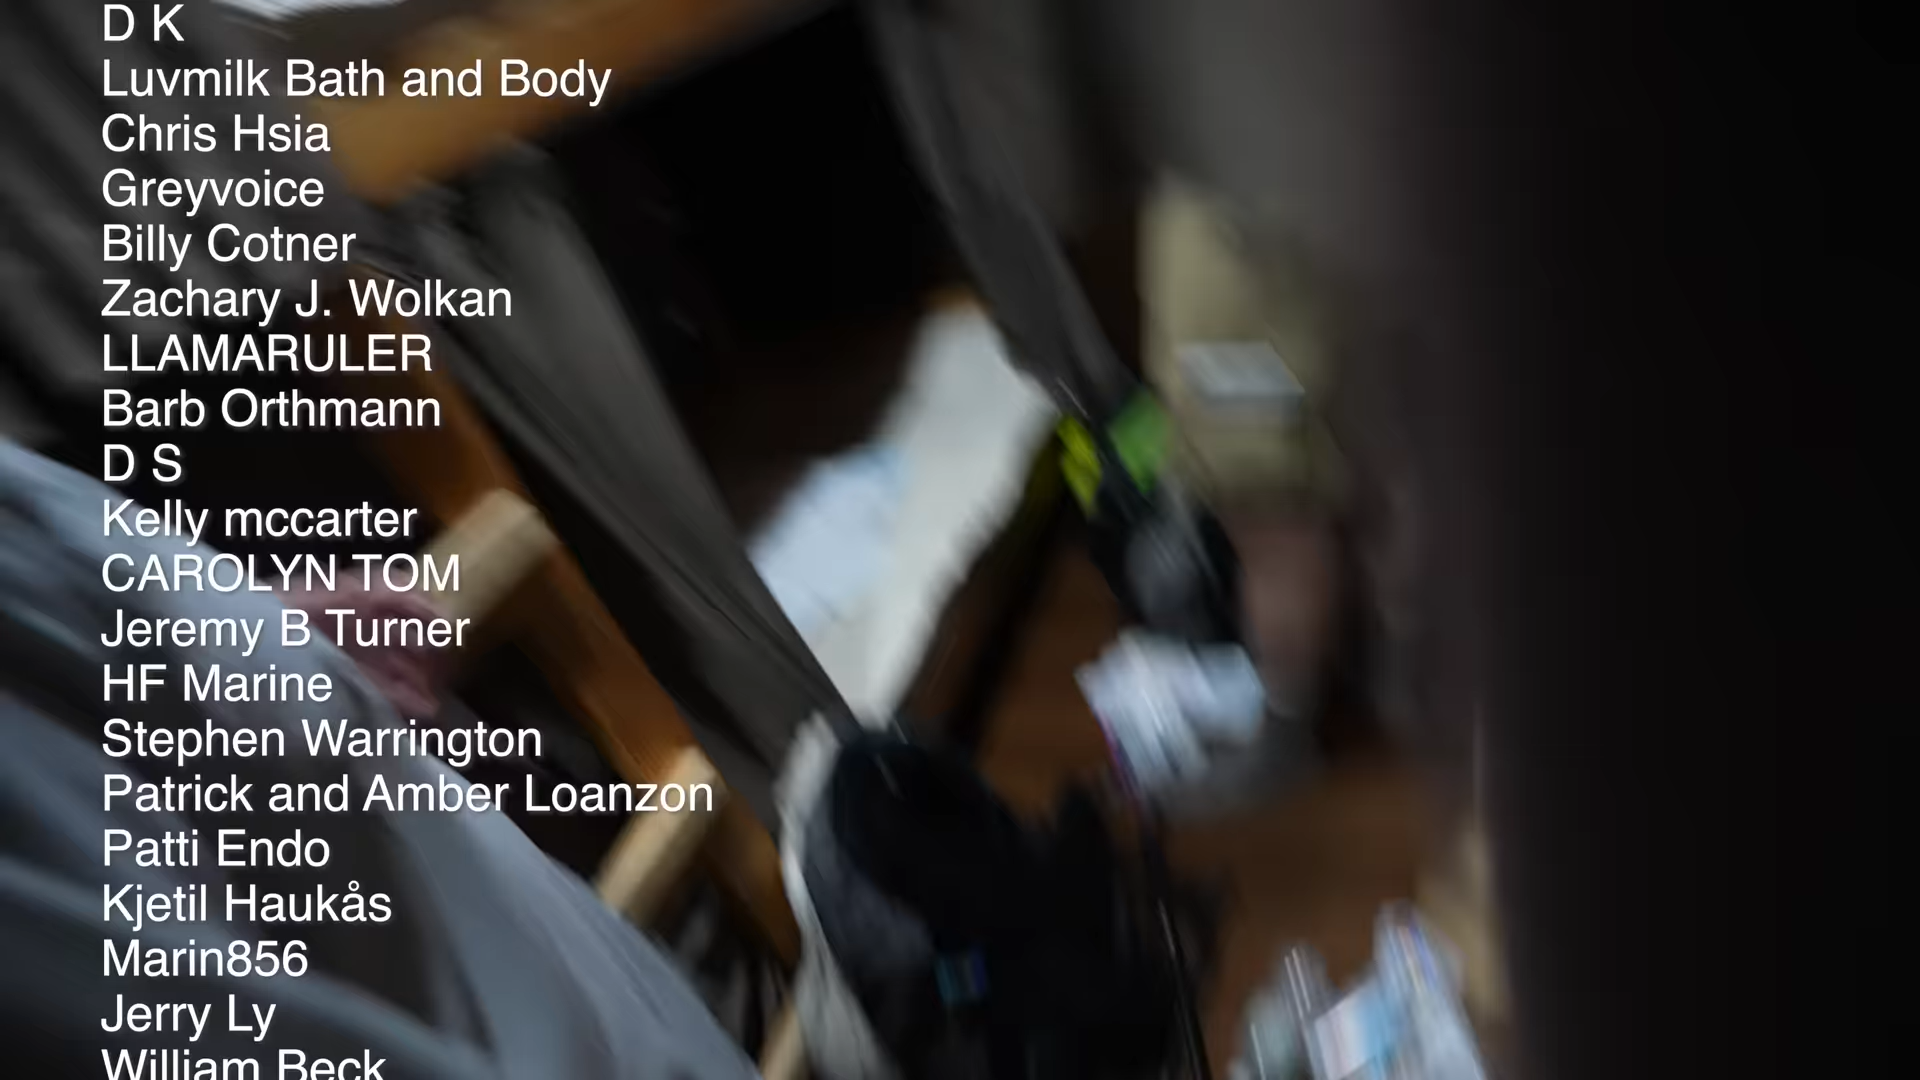 D K
Luvmilk Bath and Body
Chris Hsia
Greyvoice
Billy Cotner
Zachary J. Wolkan
LLAMARULER
Barb Orthmann
D S
Kelly mccarter
CAROLYN TOM
Jeremy B Turner
HF Marine
Stephen Warrington
Patrick and Amber Loanzon
Patti Endo
Kjetil Haukås
Marin856
Jerry Ly
William Beck